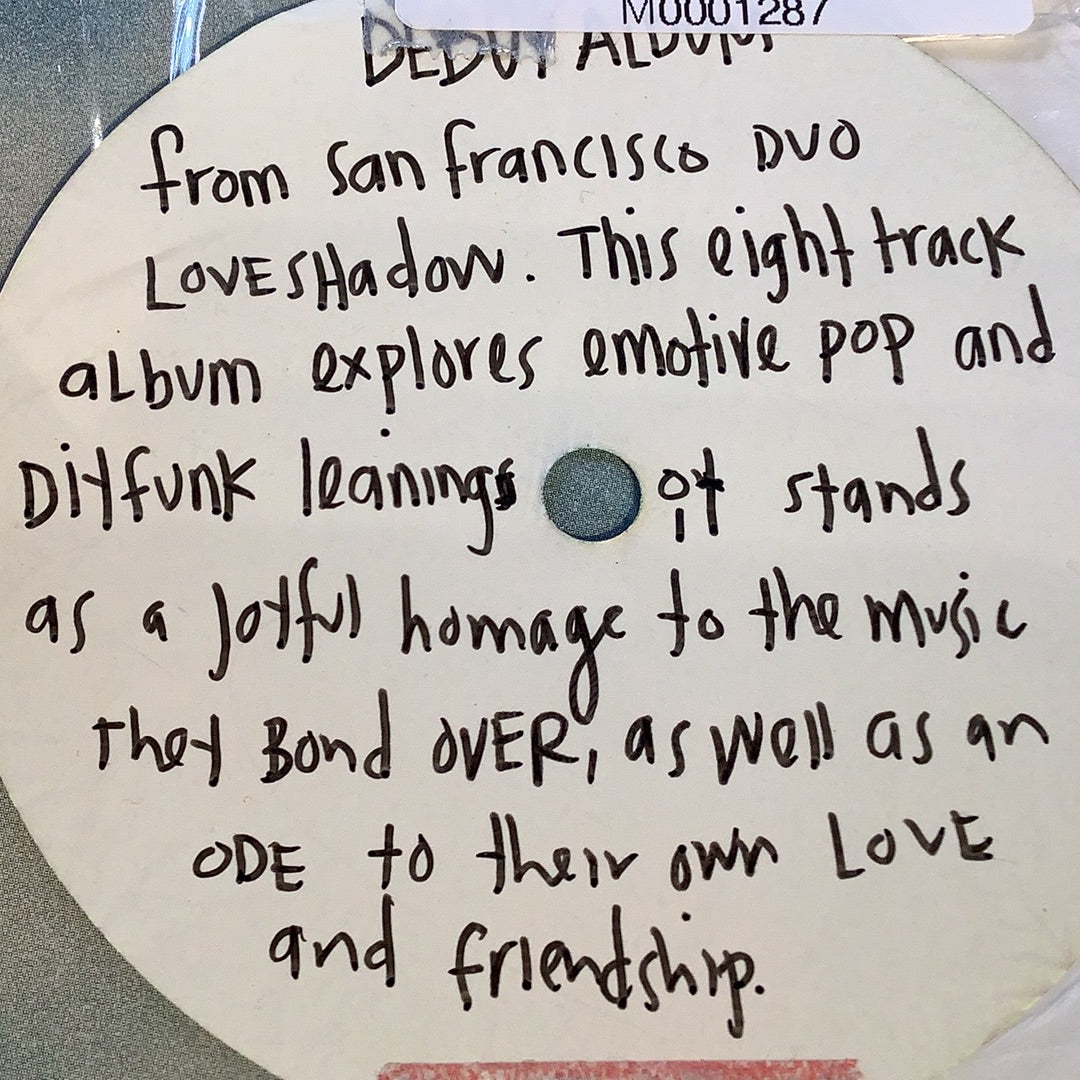 M0001287
DEBUT ALBUM
from San francisco DUO
LOVESHadow. This eight track
album explores emotive pop and
Diyfunk leanings it stands
as a joyful homage to the music
they Bond OVER, as well as an
ODE to their own LOVE
and friendship.